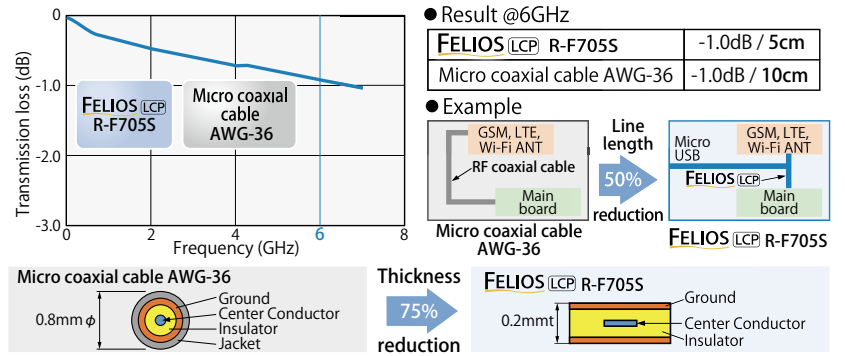 0
-1.0
-2.0
-3.0
Transmission loss (dB)
FELIOS LCP
R-F705S
Micro coaxial
cable
AWG-36
0
2
4
6
8
Frequency (GHz)
● Result @6GHz
FELIOS LCP R-F705S
-1.0dB / 5cm
Micro coaxial cable AWG-36
-1.0dB / 10cm
● Example
GSM, LTE,
Wi-Fi ANT
RF coaxial cable
Main
board
Micro coaxial cable
AWG-36
Line
length
50%
reduction
Micro
USB
GSM, LTE,
Wi-Fi ANT
FELIOS LCP
Main
board
FELIOS LCP R-F705S
Micro coaxial cable AWG-36
0.8mm ϕ
Ground
Center Conductor
Insulator
Jacket
Thickness
75%
reduction
FELIOS LCP R-F705S
0.2mmt
Ground
Center Conductor
Insulator